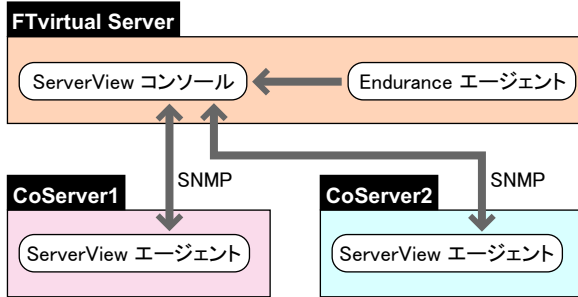 FTvirtual Server
ServerView コンソール
Endurance エージェント
SNMP
SNMP
CoServer1
CoServer2
ServerView エージェント
ServerView エージェント